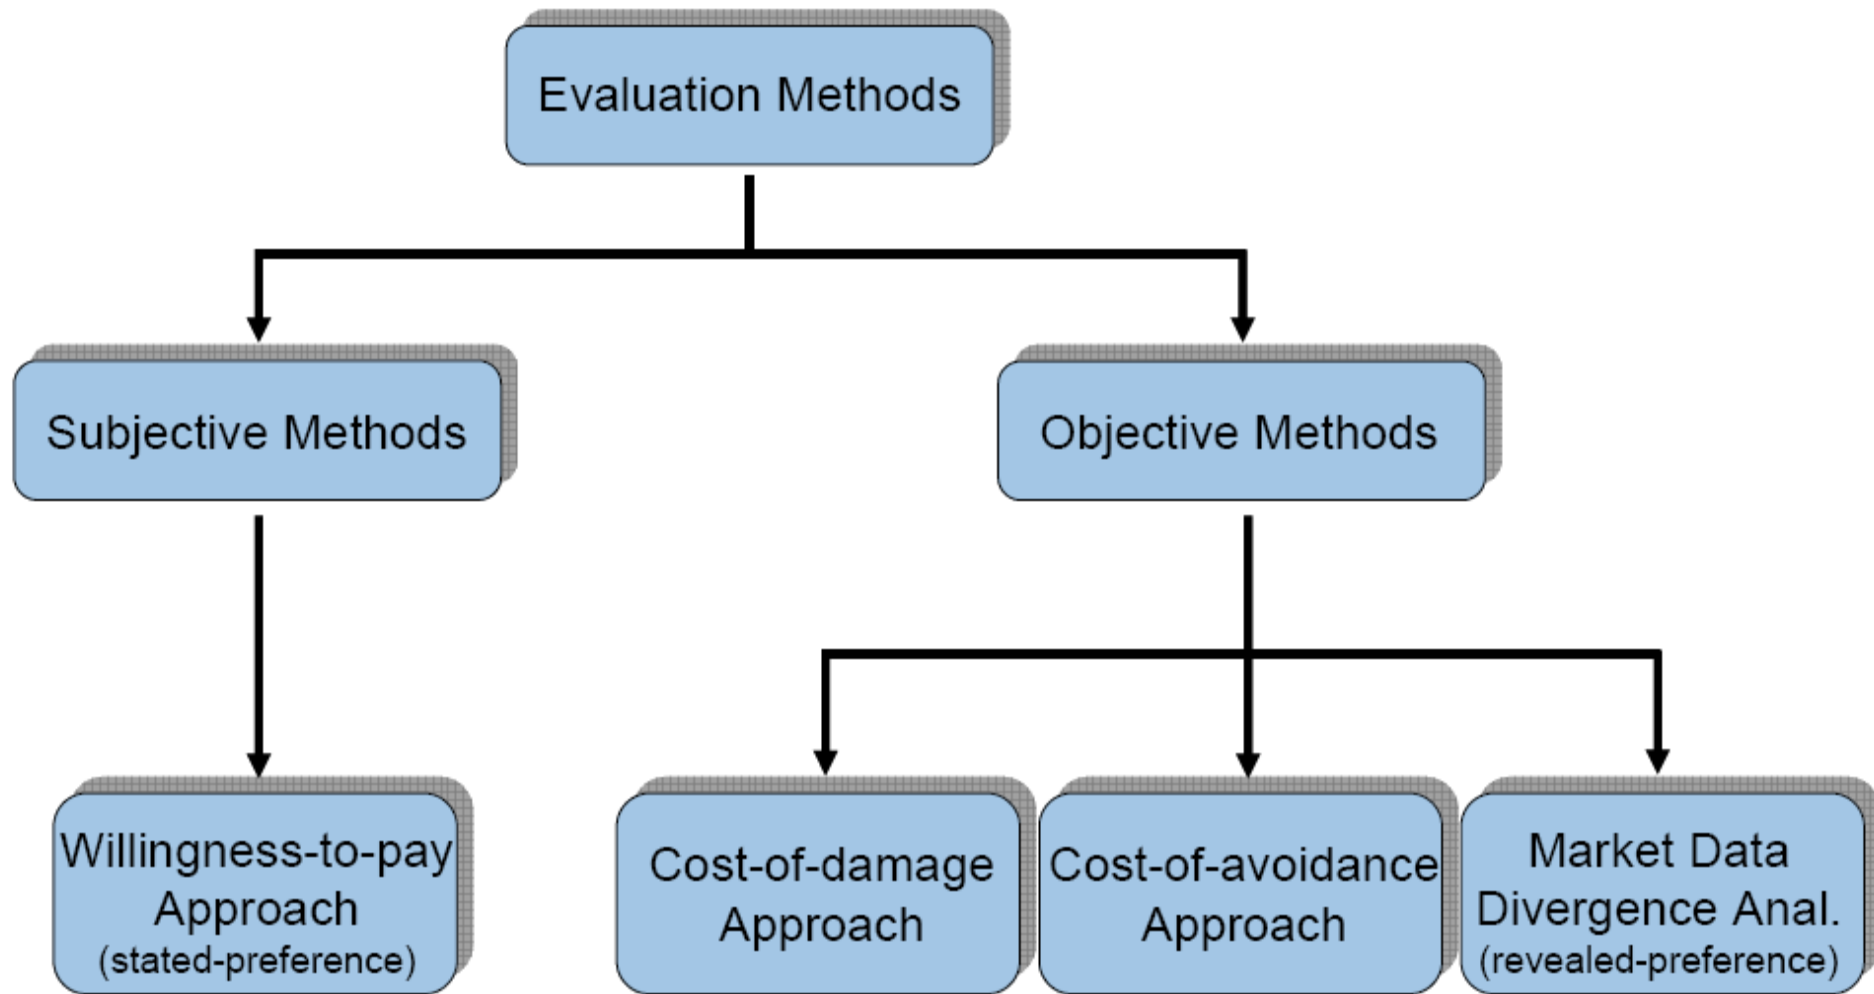 Evaluation Methods
Subjective Methods
Objective Methods
Willingness-to-pay
Approach
(stated-preference)
Cost-of-damage
Approach
Cost-of-avoidance
Approach
Market Data
Divergence Anal.
(revealed-preference)